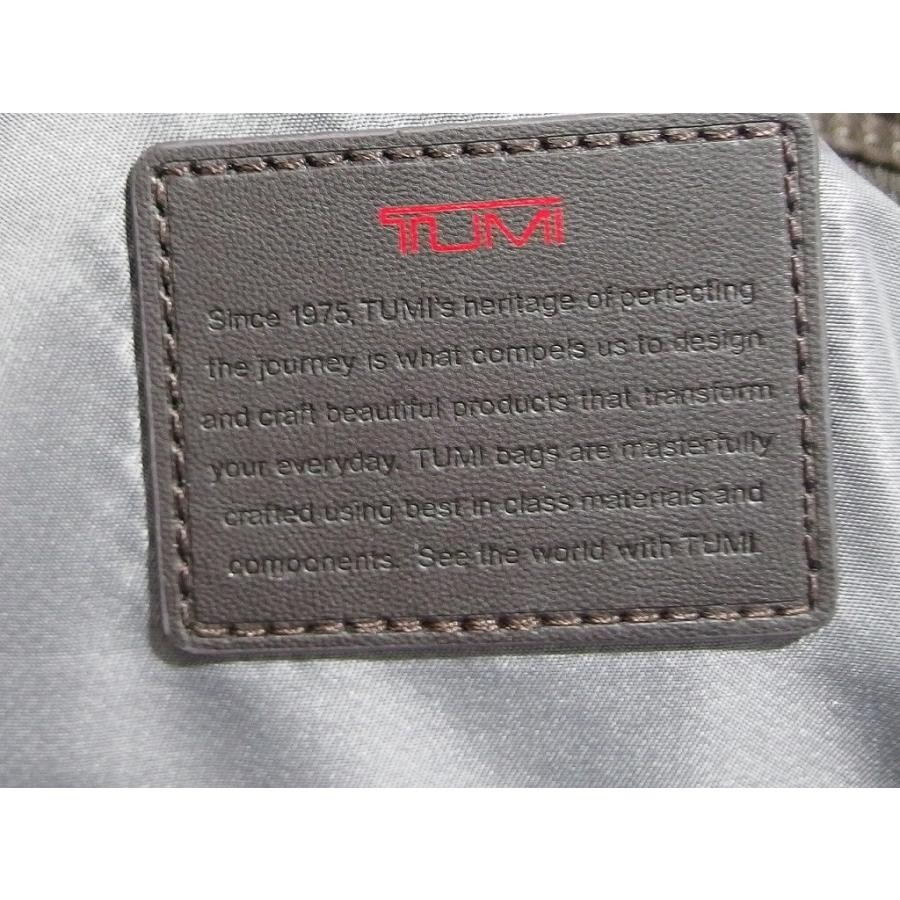 TUMI
Since 1975, TUMI's heritage of perfecting
the journey is what compels us to design
and craft beautiful products that transform
your everyday. TUMI bags are masterfully
crafted using best in class materials and
components. See the world with TUMI.